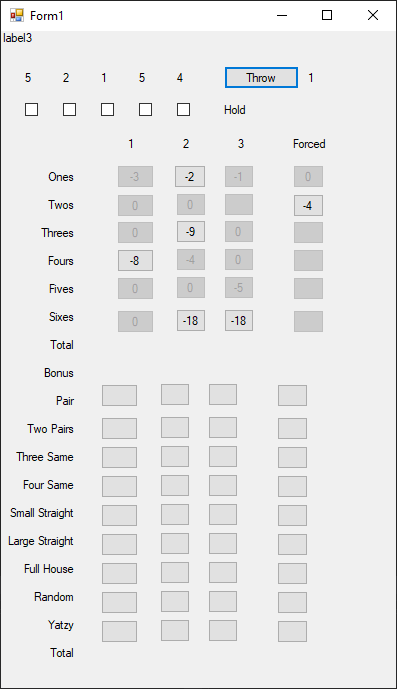 Form1
label3
5 2 1 5 4 Throw 1
Hold
1 2 3 Forced
Ones -3 -2 -1 0
Twos 0 0 -4
Threes 0 -9 0
Fours -8 -4 0
Fives 0 0 -5
Sixes 0 -18 -18
Total
Bonus
Pair
Two Pairs
Three Same
Four Same
Small Straight
Large Straight
Full House
Random
Yatzy
Total